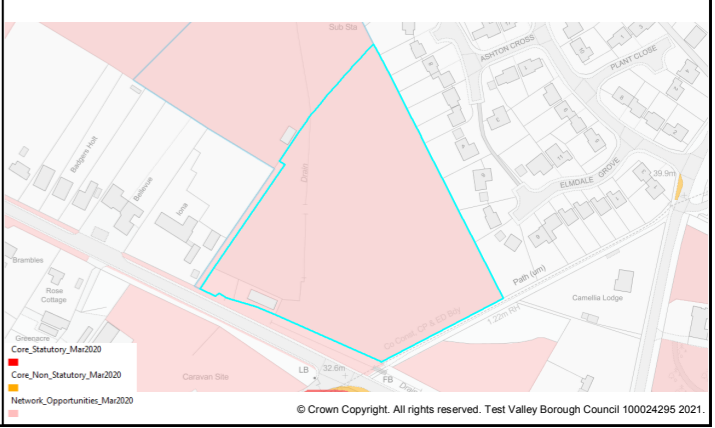 Sub Sta
ASHTON CROSS
PLANT CLOSE
Badgers Holt
Bellevue
Iona
Drain
ELMDALE GROVE
39.9m
Brambles
Rose
Cottage
Greenacre
Path (um)
Camellia Lodge
Co Const, CP & ED Bdy
1.22m RH
Caravan Site
32.6m
LB
FB
Drain
Core_Statutory_Mar2020
Core_Non_Statutory_Mar2020
Network_Opportunities_Mar2020
© Crown Copyright. All rights reserved. Test Valley Borough Council 100024295 2021.